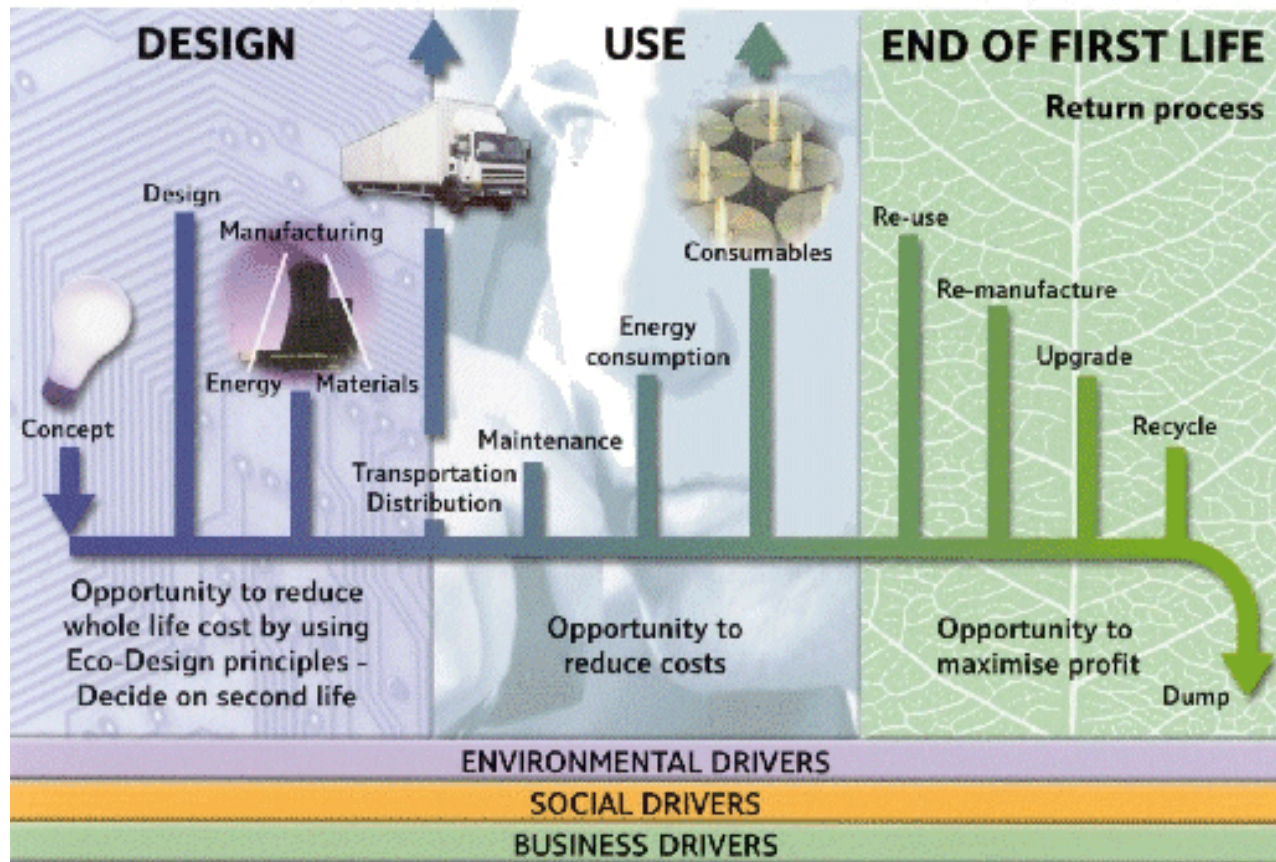 DESIGN
USE
END OF FIRST LIFE
Return process
Design
Manufacturing
Energy
Materials
Concept
Transportation
Distribution
Maintenance
Energy
consumption
Consumables
Re-use
Re-manufacture
Upgrade
Recycle
Opportunity to reduce
whole life cost by using
Eco-Design principles -
Decide on second life
Opportunity to
reduce costs
Opportunity to
maximise profit
Dump
ENVIRONMENTAL DRIVERS
SOCIAL DRIVERS
BUSINESS DRIVERS